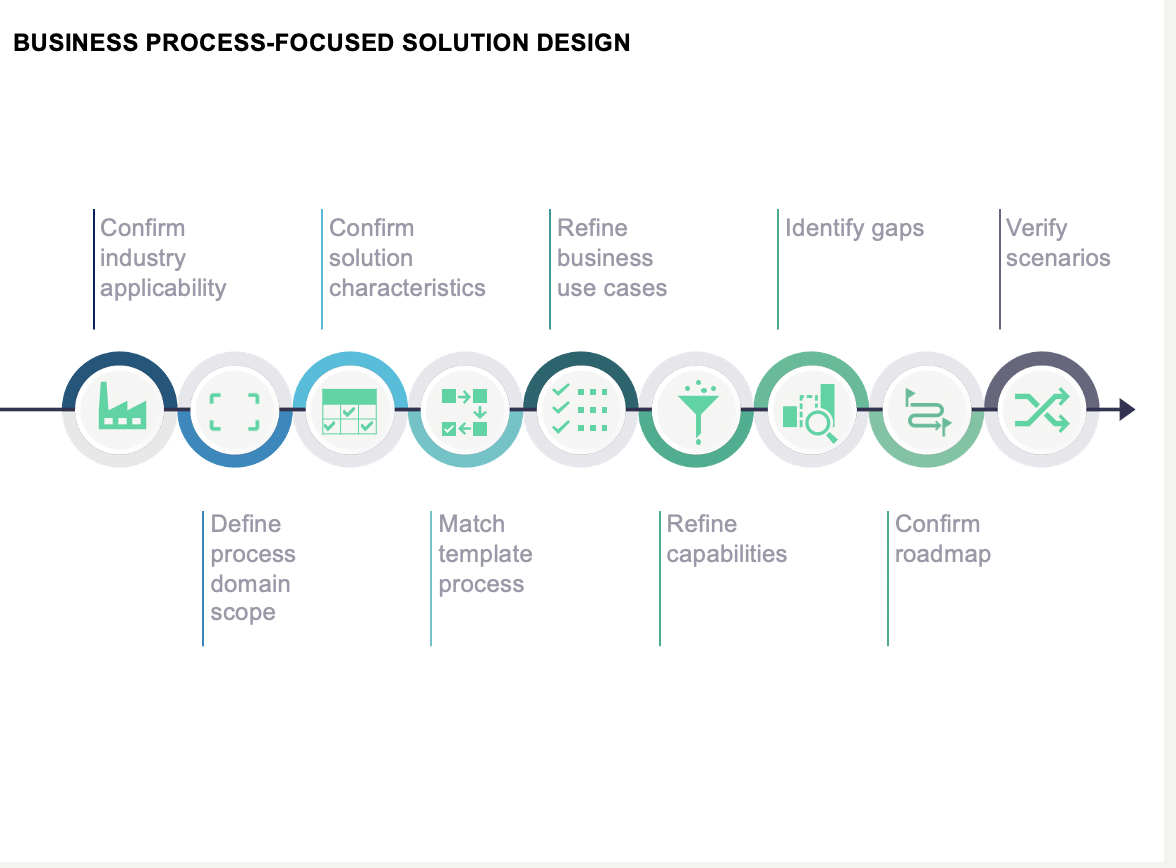 BUSINESS PROCESS-FOCUSED SOLUTION DESIGN
Confirm
industry
applicability
Define
process
domain
scope
Confirm
solution
characteristics
Match
template
process
Refine
business
use cases
Refine
capabilities
Identify gaps
Confirm
roadmap
Verify
scenarios